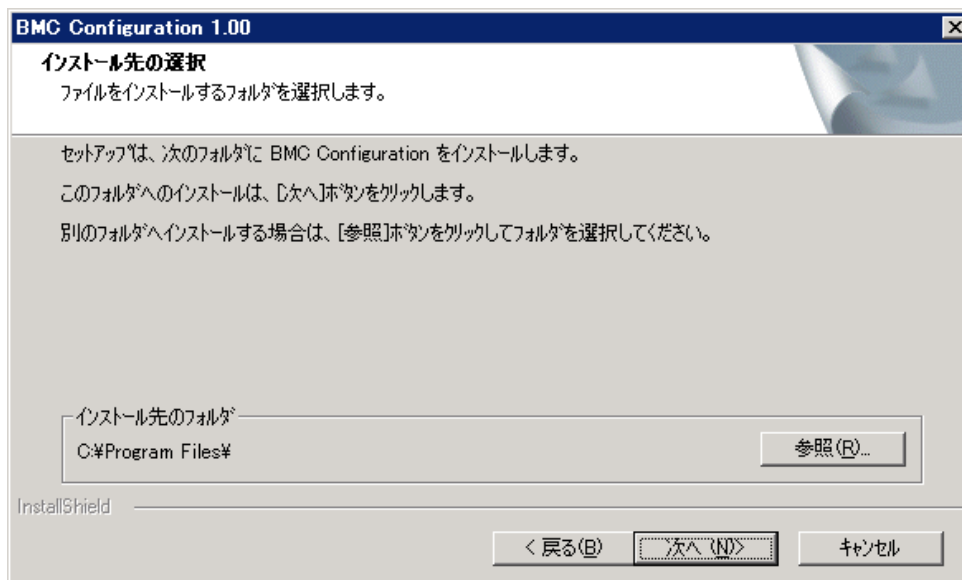 BMC Configuration 1.00
インストール先の選択
ファイルをインストールするフォルダを選択します。
セットアップは、次のフォルダに BMC Configuration をインストールします。
このフォルダへのインストールは、[次へ]ボタンをクリックします。
別のフォルダへインストールする場合は、[参照]ボタンをクリックしてフォルダを選択してください。
インストール先のフォルダ
C:¥Program Files¥
参照(R)...
InstallShield
< 戻る(B)
次へ (N)>
キャンセル